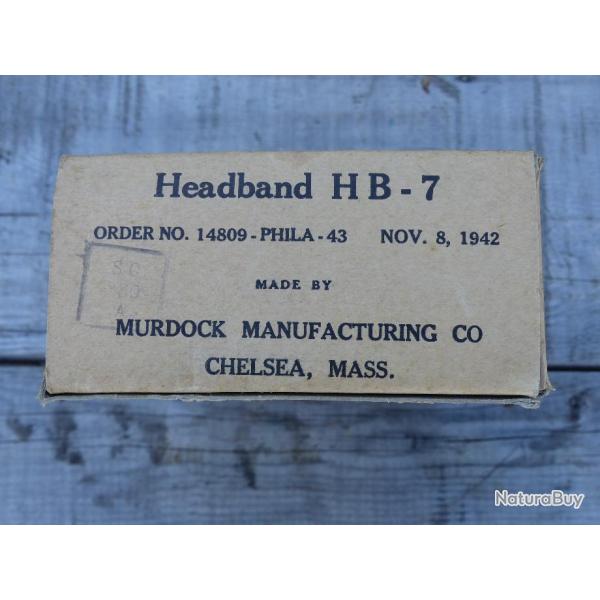 Headband HB-7
ORDER NO. 14809-PHILA-43 NOV. 8, 1942
MADE BY
MURDOCK MANUFACTURING CO
CHELSEA, MASS.
S C
A
NaturaBuy